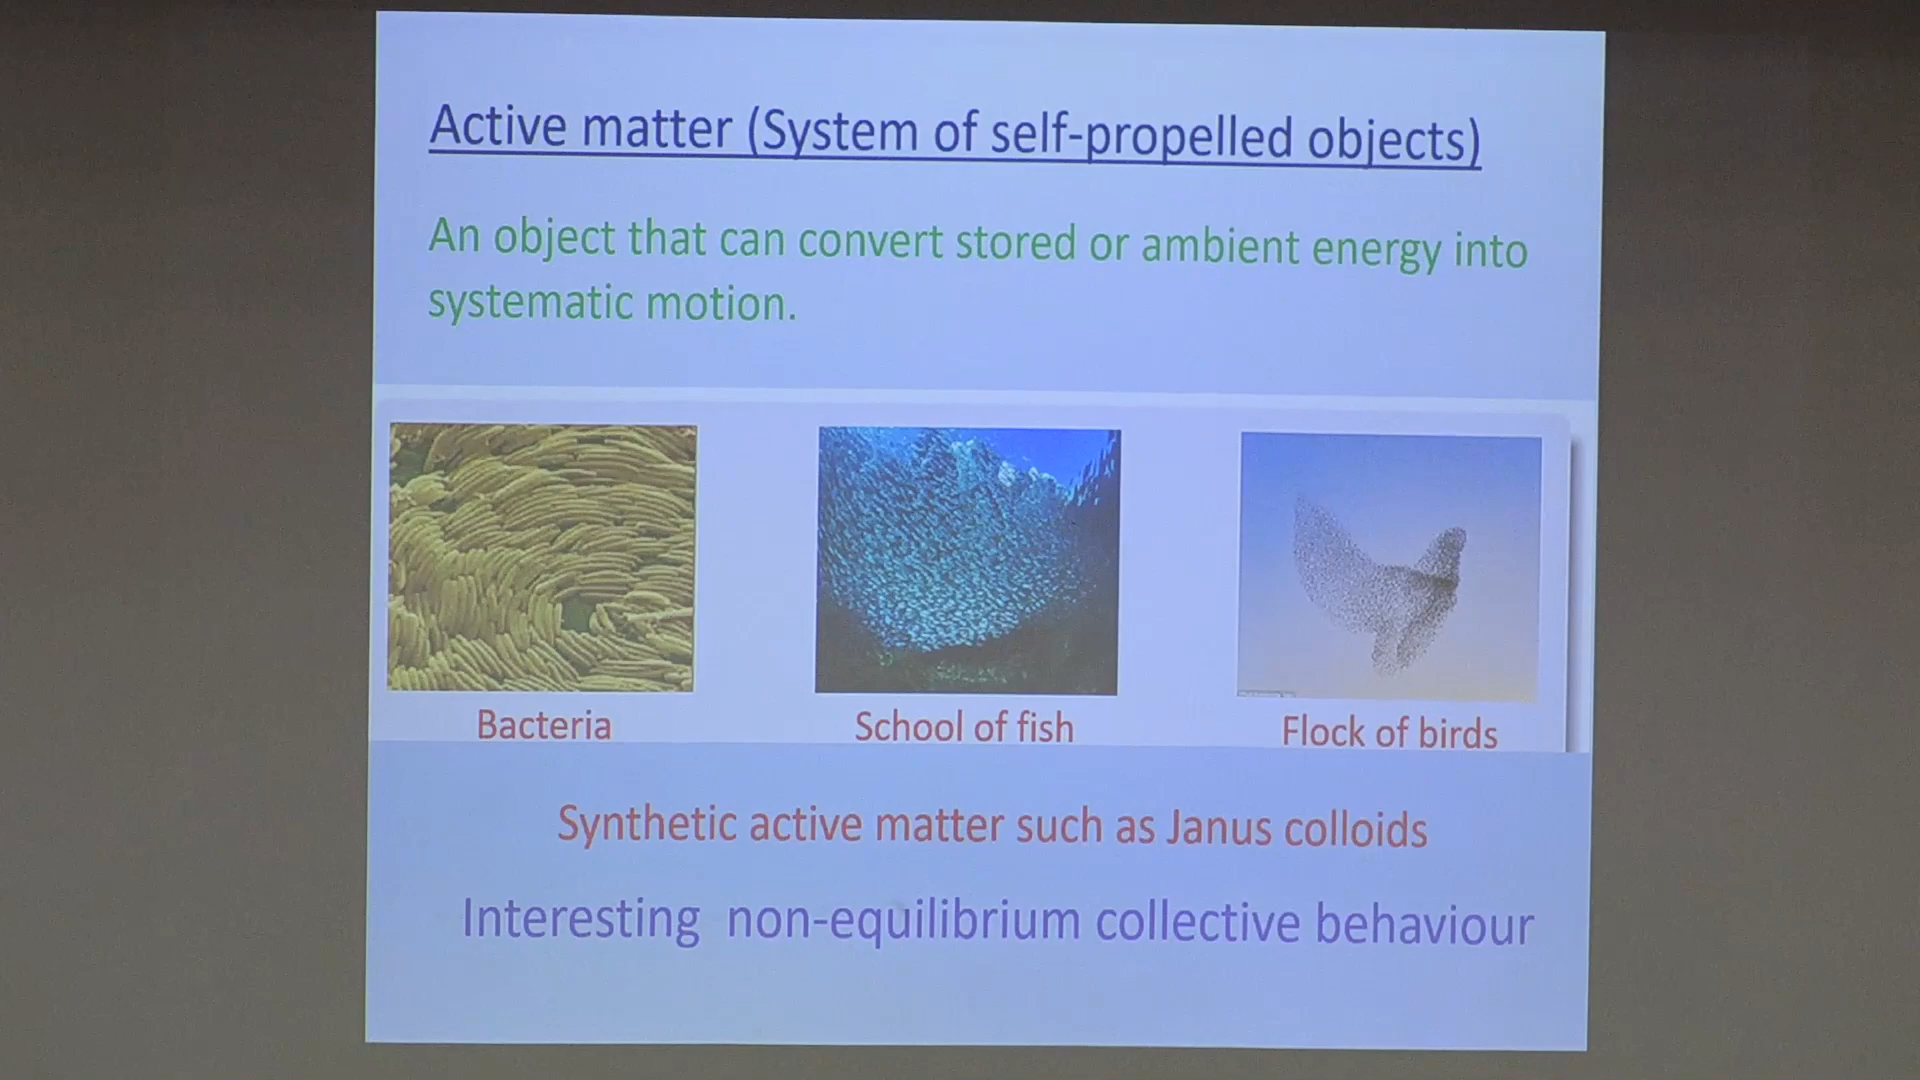 Active matter (System of self-propelled objects)
An object that can convert stored or ambient energy into
systematic motion.
Bacteria
School of fish
Flock of birds
Synthetic active matter such as Janus colloids
Interesting non-equilibrium collective behaviour